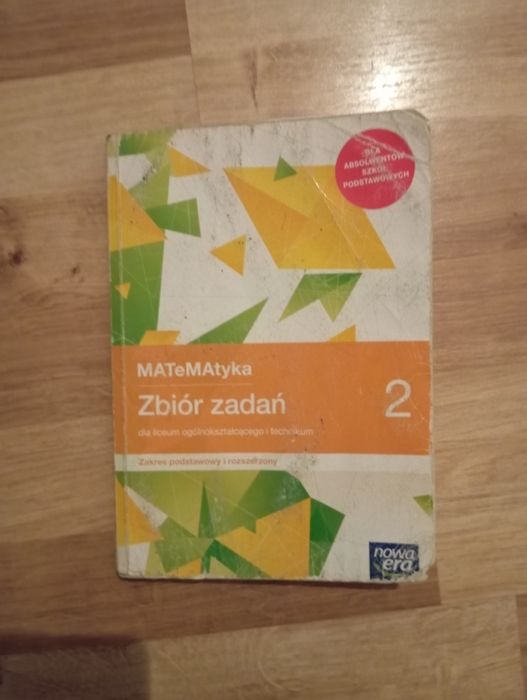 DLA
ABSOLWENTÓW
SZKÓŁ
PODSTAWOWYCH
MATeMAtyka
Zbiór zadań
2
dla liceum ogólnokształcącego i technikum
Zakres podstawowy i rozszerzony
nowa
era